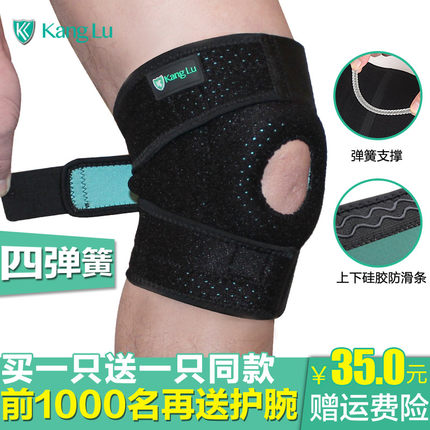 Kang Lu
Kang Lu
弹簧支撑
上下硅胶防滑条
四弹簧
买一只送一只同款
前1000名再送护腕
¥35.0元
赠运费险